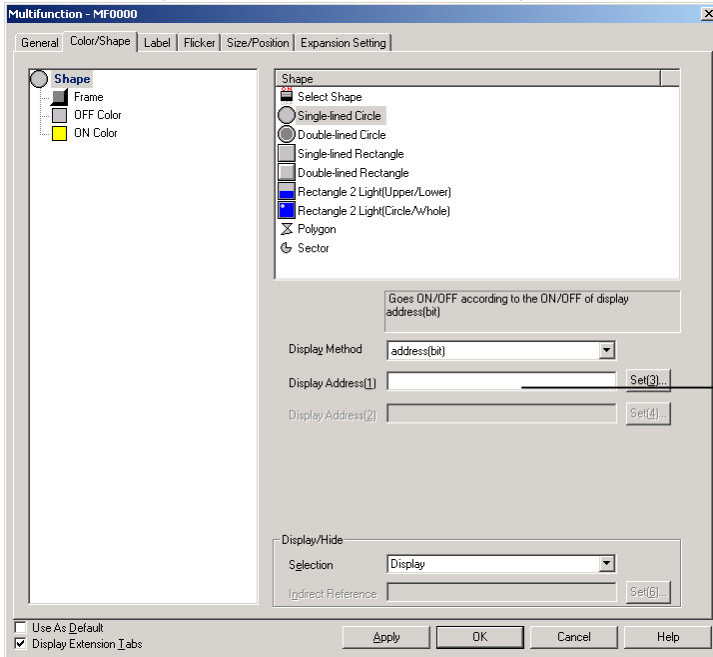 Multifunction - MF0000
General Color/Shape Label Flicker Size/Position Expansion Setting
Shape
Frame
OFF Color
ON Color
Shape
ON
Select Shape
Single-lined Circle
Double-lined Circle
Single-lined Rectangle
Double-lined Rectangle
Rectangle 2 Light(Upper/Lower)
Rectangle 2 Light(Circle/Whole)
Polygon
Sector
Goes ON/OFF according to the ON/OFF of display
address(bit)
Display Method address(bit)
Display Address(1) Set(3)...
Display Address(2) Set(4)...
Display/Hide
Selection Display
Indirect Reference Set(6)...
Use As Default
Display Extension Tabs
Apply OK Cancel Help